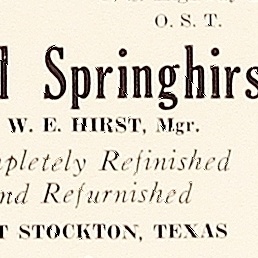 O. S. T.
Springhirs
W. E. HIRST, Mgr.
pletely Refinished
nd Refurnished
T STOCKTON, TEXAS